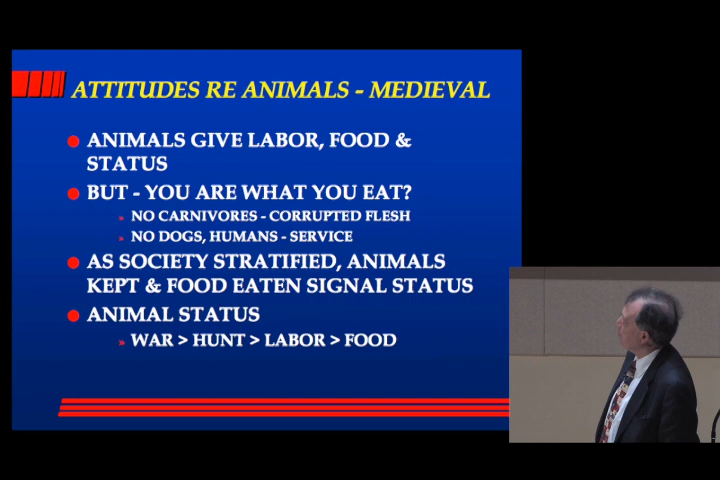 ATTITUDES RE ANIMALS - MEDIEVAL
ANIMALS GIVE LABOR, FOOD &
STATUS
BUT - YOU ARE WHAT YOU EAT?
NO CARNIVORES - CORRUPTED FLESH
NO DOGS, HUMANS - SERVICE
AS SOCIETY STRATIFIED, ANIMALS
KEPT & FOOD EATEN SIGNAL STATUS
ANIMAL STATUS
WAR > HUNT > LABOR > FOOD